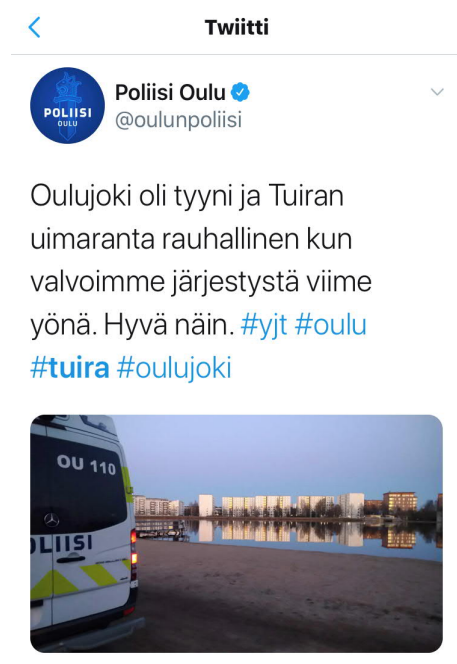 Twiitti
Poliisi Oulu
@oulunpoliisi
POLIISI
OULU
Oulujoki oli tyyni ja Tuiran
uimaranta rauhallinen kun
valvoimme järjestystä viime
yönä. Hyvä näin. #yjt #oulu
#tuira #oulujoki
OU 110
OLIISI